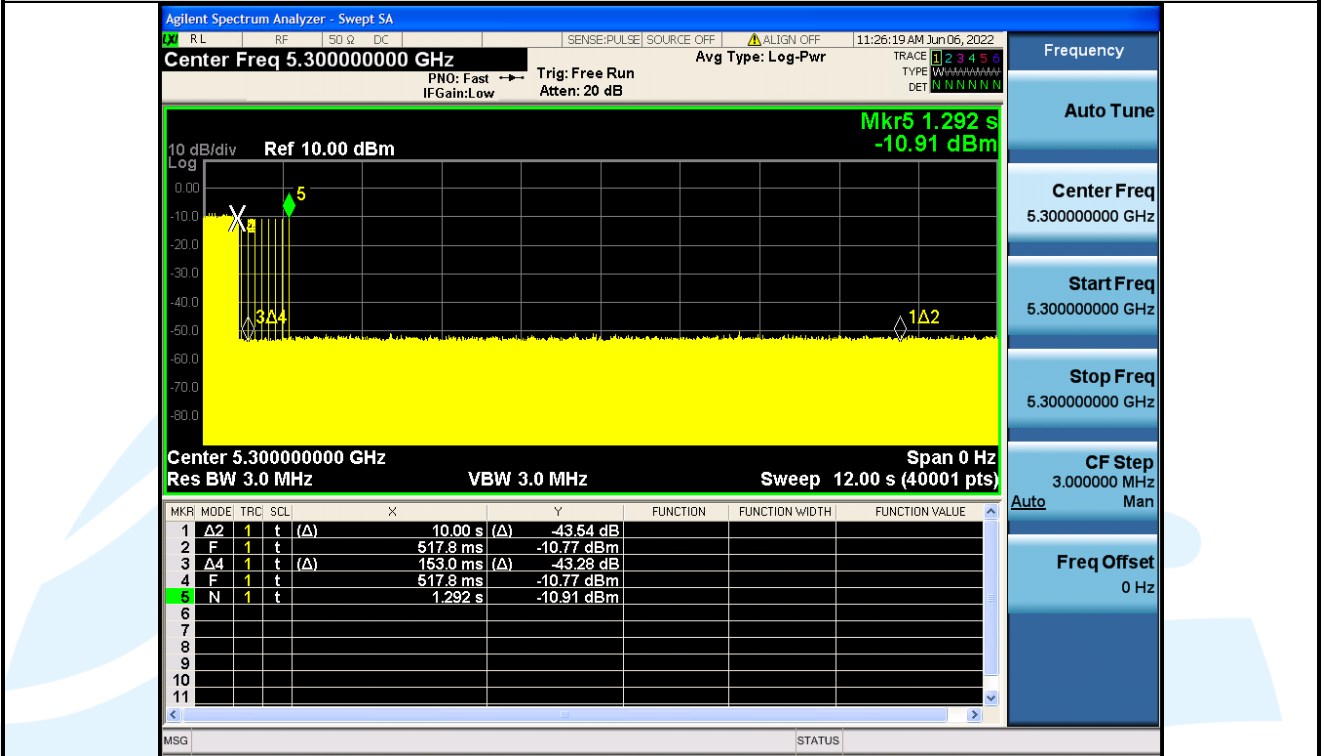 Agilent Spectrum Analyzer - Swept SA
LXI RL RF 50 Ω DC SENSE:PULSE SOURCE OFF ⚠ALIGN OFF 11:26:19 AM Jun 06, 2022
Center Freq 5.300000000 GHz Avg Type: Log-Pwr TRACE 1 2 3 4 5 6
PNO: Fast Trig: Free Run TYPE WWWWWW
IFGain:Low Atten: 20 dB DET N N N N N N
Mkr5 1.292 s
10 dB/div Ref 10.00 dBm -10.91 dBm
Log
0.00
5
-10.0
X
2
-20.0
-30.0
-40.0
3Δ4 1Δ2
-50.0
-60.0
-70.0
-80.0
Center 5.300000000 GHz Span 0 Hz
Res BW 3.0 MHz VBW 3.0 MHz Sweep 12.00 s (40001 pts)
MKR MODE TRC SCL X Y FUNCTION FUNCTION WIDTH FUNCTION VALUE
1 Δ2 1 t (Δ) 10.00 s (Δ) -43.54 dB
2 F 1 t 517.8 ms -10.77 dBm
3 Δ4 1 t (Δ) 153.0 ms (Δ) -43.28 dB
4 F 1 t 517.8 ms -10.77 dBm
5 N 1 t 1.292 s -10.91 dBm
6
7
8
9
10
11
MSG STATUS
Frequency
Auto Tune
Center Freq
5.300000000 GHz
Start Freq
5.300000000 GHz
Stop Freq
5.300000000 GHz
CF Step
3.000000 MHz
Auto Man
Freq Offset
0 Hz